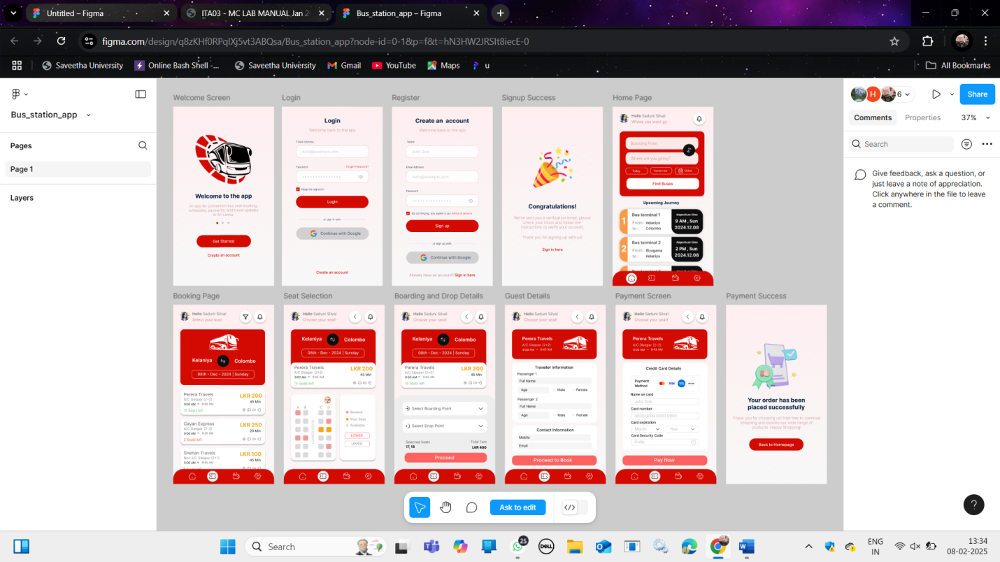 Untitled – Figma
ITA03 - MC LAB MANUAL Jan 2
Bus_station_app – Figma
figma.com/design/q8zKHf0RPqIXj5vt3ABQsa/Bus_station_app?node-id=0-1&p=f&t=hN3HW2JRSIt8iecE-0
Saveetha University
Online Bash Shell -...
Saveetha University
Gmail
YouTube
Maps
u
All Bookmarks
Bus_station_app
Pages
Page 1
Layers
Welcome Screen
Welcome to the app
An app for convenient bus seat booking,
schedules, payments, and travel updates
in Sri Lanka.
Get Started
Create an account
Login
Login
Welcome back to the app
Email Address
hello@example.com
Password
Forgot Password?
Keep me signed in
Login
or sign in with
Continue with Google
Create an account
Register
Create an account
Welcome back to the app
Name
John Doe
Email Address
hello@example.com
Password
By continuing, you agree to our terms of service.
Sign up
or sign up with
Continue with Google
Already have an account? Sign in here
Signup Success
Congratulations!
We've sent you a verification email, please
check your inbox and follow the
instructions to verify your account.
Thank you for signing up with us!
Sign in here
Home Page
Hello Saduni Silva!
Where you want go
Boarding From
Where are you going?
Today
Tomorrow
Other
Find Buses
Upcoming Journey
1
Bus terminal 1
From : Kelaniya
to : Colombo
departure time
9 AM , Sun
2024.12.08
2
Bus terminal 2
From : Biyagama
to : Kelaniya
departure time
2 PM , Sun
2024.12.08
Booking Page
Hello Saduni Silva!
Select your bus!
Kelaniya
Colombo
08th - Dec - 2024 | Sunday
Perera Travels
A/C Sleeper (2+2)
9:00 AM — 9:45 AM
15 Seats left
LKR 200
45 Min
Gayan Express
A/C Sleeper (2+2)
2 Seats left
LKR 250
20 Min
Shehan Travels
Non A/C Sleeper (2+1)
9:00 AM — 9:45 AM
LKR 100
45 Min
Seat Selection
Hello Saduni Silva!
Choose your seat!
Kelaniya
Colombo
08th - Dec - 2024 | Sunday
Perera Travels
A/C Sleeper (2+2)
9:00 AM — 9:45 AM
15 Seats left
LKR 200
45 Min
A B C D
Booked
Your Seat
Available
LOWER
UPPER
Boarding and Drop Details
Hello Saduni Silva!
Choose your seat!
Kelaniya
Colombo
08th - Dec - 2024 | Sunday
Perera Travels
A/C Sleeper (2+2)
9:00 AM — 9:45 AM
15 Seats left
LKR 200
45 Min
Select Boarding Point
Select Drop Point
Selected Seats
17, 18
Total Fare
LKR 400
Proceed
Guest Details
Hello Saduni Silva!
Choose your seat!
Perera Travels
A/C Sleeper (2+2)
9:00 AM — 9:45 AM
Traveller Information
Passenger 1
Full Name
Age
Male
Female
Passenger 2
Full Name
Age
Male
Female
Contact Information
Mobile
Email
Proceed to Book
Payment Screen
Hello Saduni Silva!
Choose your seat!
Perera Travels
A/C Sleeper (2+2)
9:00 AM — 9:45 AM
Credit Card Details
Payment
Method
Name on card
John Doe
Card number
0000 0000 0000 0000
Card expiration
Month
Year
Card Security Code
Code
Pay Now
Payment Success
Your order has been
placed successfully
Thank you for choosing us! Feel free to continue
shopping and explore our wide range of
products. Happy Shopping!
Back to Homepage
Ask to edit
H
6
Share
Comments
Properties
37%
Search
Give feedback, ask a question, or
just leave a note of appreciation.
Click anywhere in the file to leave
a comment.
?
Search
25
DELL
ENG
IN
13:34
08-02-2025